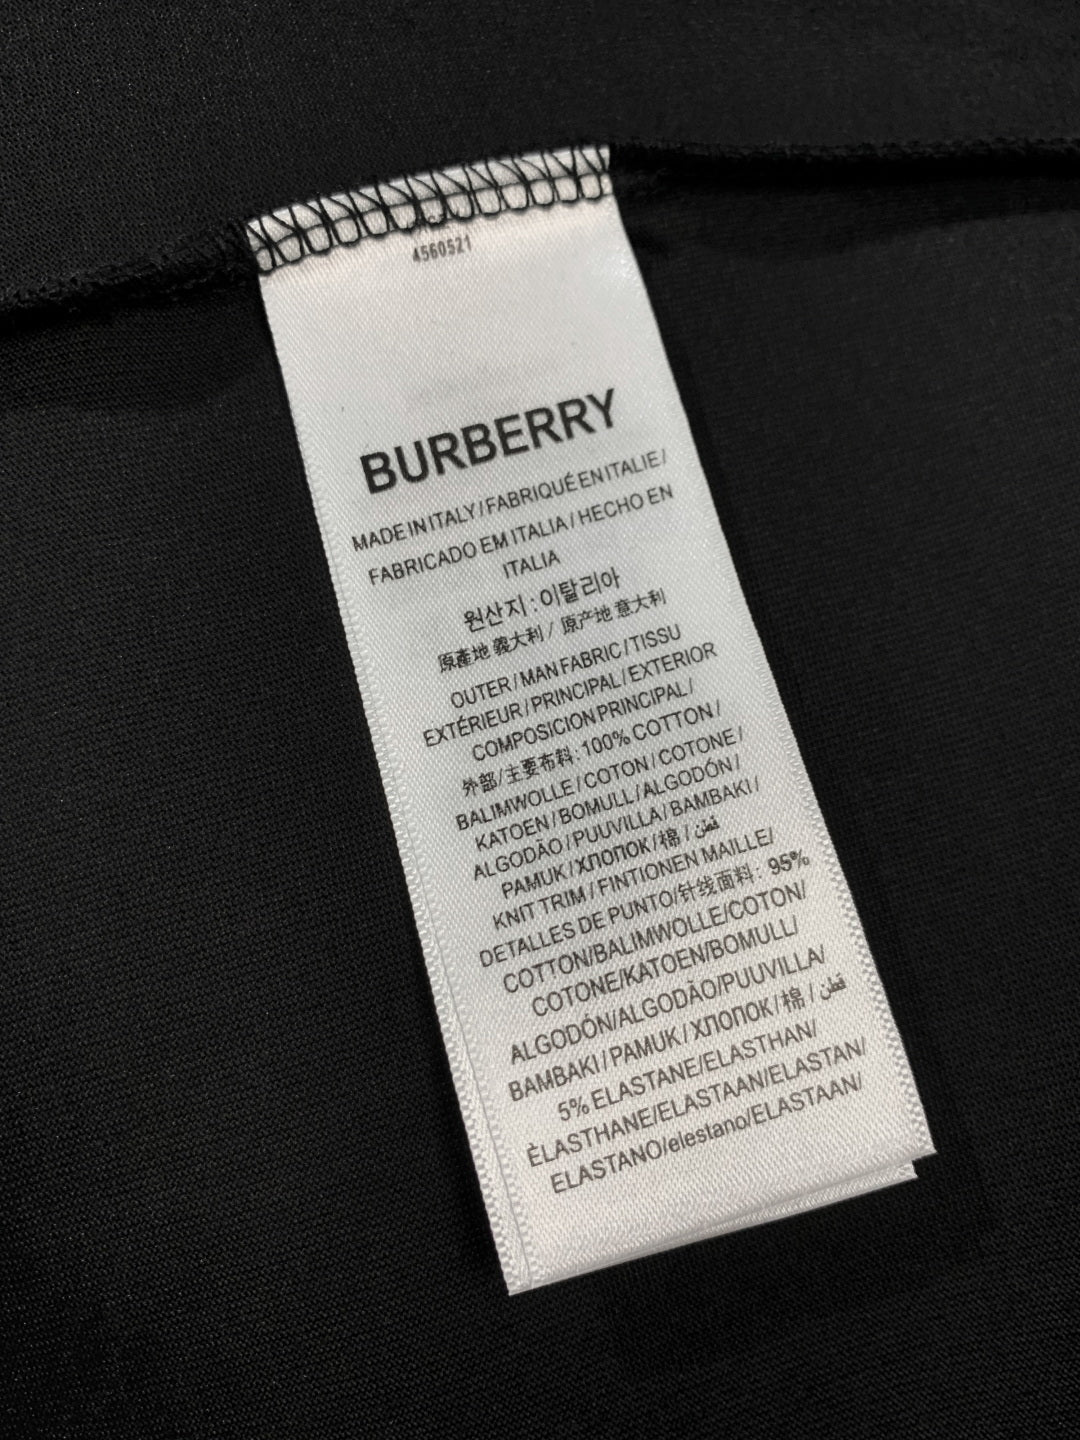 4560521
BURBERRY
MADE IN ITALY / FABRIQUÉ EN ITALIE /
FABRICADO EM ITALIA / HECHO EN
ITALIA
원산지 : 이탈리아
原產地 義大利 / 原产地 意大利
OUTER / MAN FABRIC / TISSU
EXTÉRIEUR / PRINCIPAL / EXTERIOR
COMPOSICION PRINCIPAL /
外部 / 主要布料 : 100% COTTON /
BALIMWOLLE / COTON / COTONE /
KATOEN / BOMULL / ALGODÓN /
ALGODÃO / PUUVILLA / BAMBAKI /
PAMUK / ХЛОПОК / 棉 / قطن
KNIT TRIM / FINTIONEN MAILLE/
DETALLES DE PUNTO/针线面料: 95%
COTTON/BALIMWOLLE/COTON/
COTONE/KATOEN/BOMULL/
ALGODÓN/ALGODÃO/PUUVILLA/
BAMBAKI / PAMUK / ХЛОПОК / 棉 / قطن
5% ELASTANE/ELASTHAN/
ÈLASTHANE/ELASTAAN/ELASTAN/
ELASTANO/elestano/ELASTAAN/